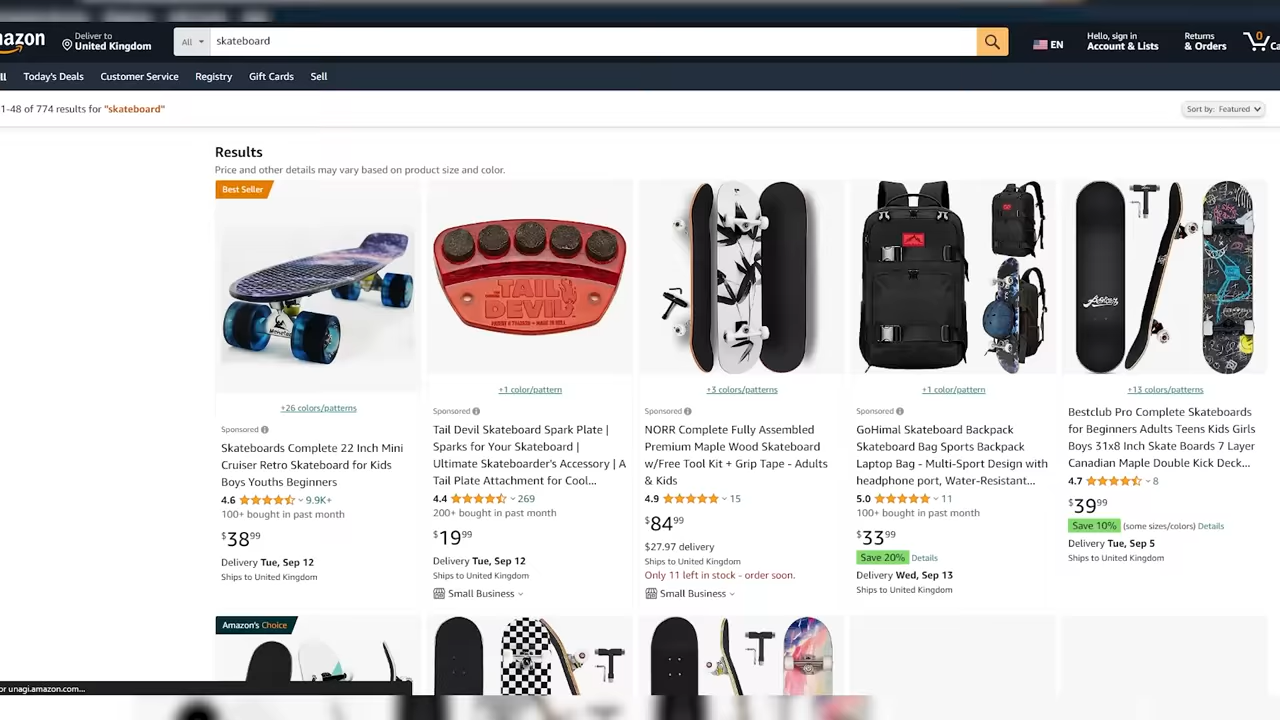 Deliver to
United Kingdom
All
skateboard
EN
Hello, sign in
Account & Lists
Returns
& Orders
0
Today's Deals
Customer Service
Registry
Gift Cards
Sell
1-48 of 774 results for "skateboard"
Sort by: Featured
Results
Price and other details may vary based on product size and color.
Best Seller
+26 colors/patterns
Sponsored
Skateboards Complete 22 Inch Mini
Cruiser Retro Skateboard for Kids
Boys Youths Beginners
4.6 9.9K+
100+ bought in past month
$38 99
Delivery Tue, Sep 12
Ships to United Kingdom
TAIL
DEVIL
+1 color/pattern
Sponsored
Tail Devil Skateboard Spark Plate |
Sparks for Your Skateboard |
Ultimate Skateboarder's Accessory | A
Tail Plate Attachment for Cool...
4.4 269
200+ bought in past month
$19 99
Delivery Tue, Sep 12
Ships to United Kingdom
Small Business
+3 colors/patterns
Sponsored
NORR Complete Fully Assembled
Premium Maple Wood Skateboard
w/Free Tool Kit + Grip Tape - Adults
& Kids
4.9 15
$84 99
$27.97 delivery
Ships to United Kingdom
Only 11 left in stock - order soon.
Small Business
+1 color/pattern
Sponsored
GoHimal Skateboard Backpack
Skateboard Bag Sports Backpack
Laptop Bag - Multi-Sport Design with
headphone port, Water-Resistant...
5.0 11
100+ bought in past month
$33 99
Save 20% Details
Delivery Wed, Sep 13
Ships to United Kingdom
+13 colors/patterns
Bestclub Pro Complete Skateboards
for Beginners Adults Teens Kids Girls
Boys 31x8 Inch Skate Boards 7 Layer
Canadian Maple Double Kick Deck...
4.7 8
$39 99
Save 10% (some sizes/colors) Details
Delivery Tue, Sep 5
Ships to United Kingdom
Amazon's Choice
or unagi.amazon.com...